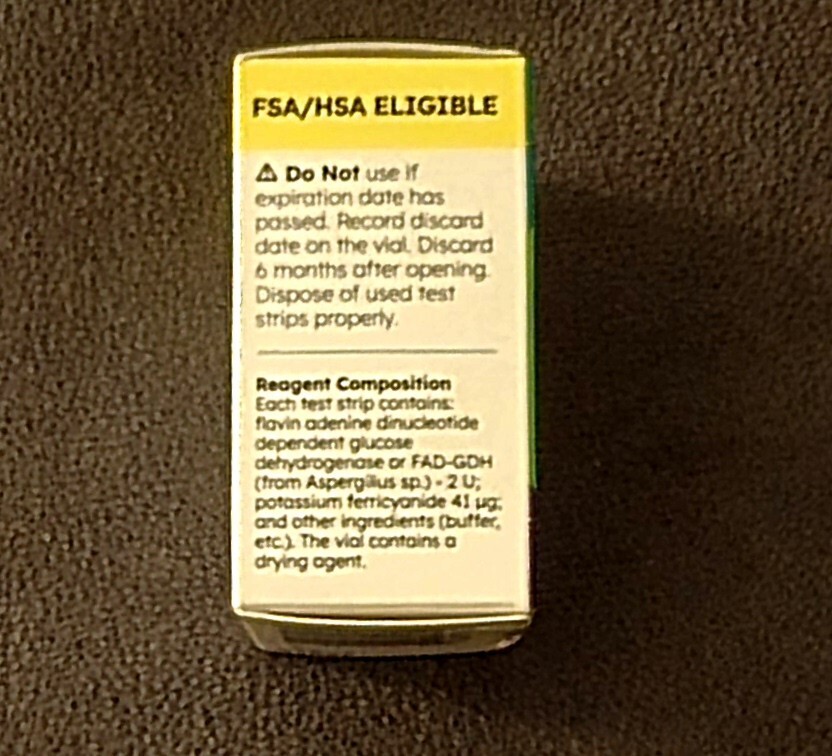 FSA/HSA ELIGIBLE
⚠ Do Not use if
expiration date has
passed. Record discard
date on the vial. Discard
6 months after opening.
Dispose of used test
strips properly.
Reagent Composition
Each test strip contains:
flavin adenine dinucleotide
dependent glucose
dehydrogenase or FAD-GDH
(from Aspergillus sp.) - 2 U;
potassium ferricyanide 41 µg;
and other ingredients (buffer,
etc.). The vial contains a
drying agent.